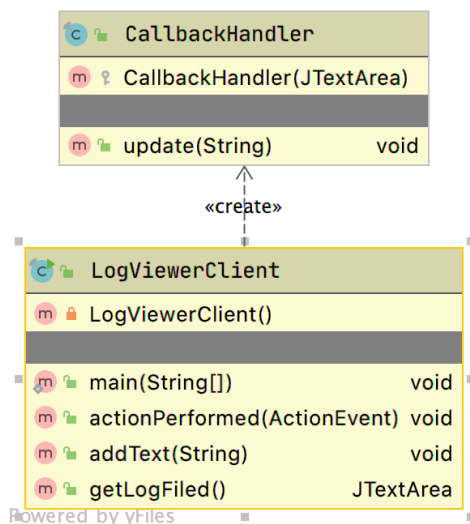 CallbackHandler
CallbackHandler(JTextArea)
update(String) void
«create»
LogViewerClient
LogViewerClient()
main(String[]) void
actionPerformed(ActionEvent) void
addText(String) void
getLogFiled() JTextArea
Powered by yFiles